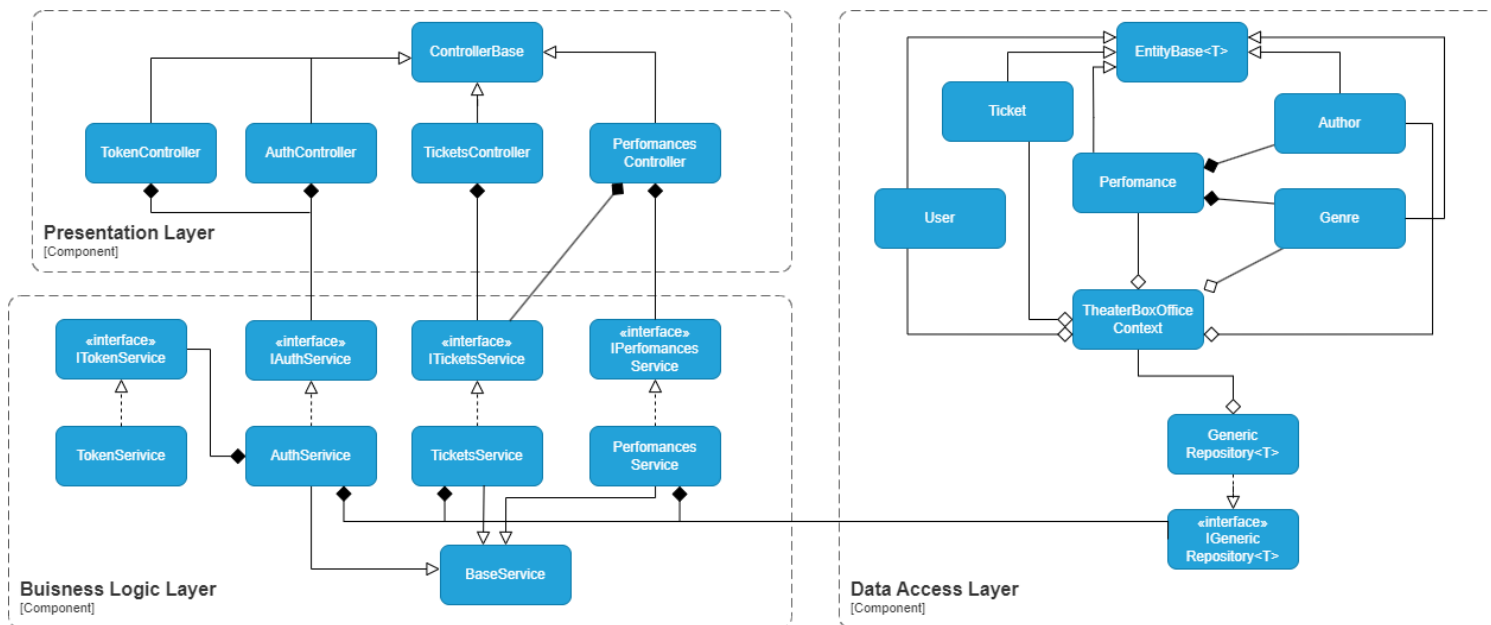 ControllerBase
TokenController
AuthController
TicketsController
Perfomances
Controller
Presentation Layer
[Component]
«interface»
ITokenService
«interface»
IAuthService
«interface»
ITicketsService
«interface»
IPerfomances
Service
TokenSerivice
AuthSerivice
TicketsService
Perfomances
Service
BaseService
Buisness Logic Layer
[Component]
EntityBase<T>
Ticket
Author
Perfomance
User
Genre
TheaterBoxOffice
Context
Generic
Repository<T>
«interface»
IGeneric
Repository<T>
Data Access Layer
[Component]